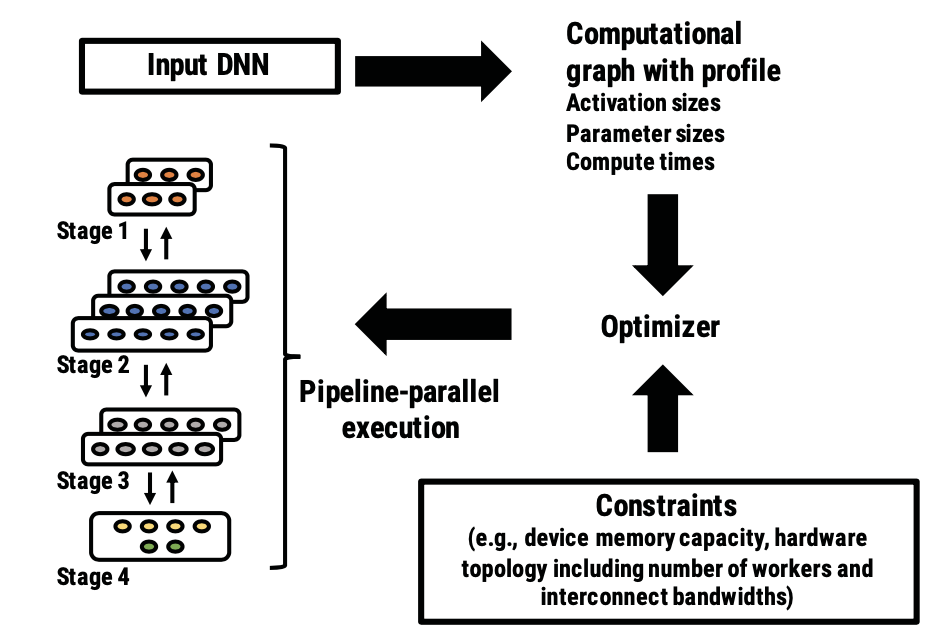 Input DNN
Computational
graph with profile
Activation sizes
Parameter sizes
Compute times
Stage 1
Stage 2
Stage 3
Stage 4
Pipeline-parallel
execution
Optimizer
Constraints
(e.g., device memory capacity, hardware
topology including number of workers and
interconnect bandwidths)